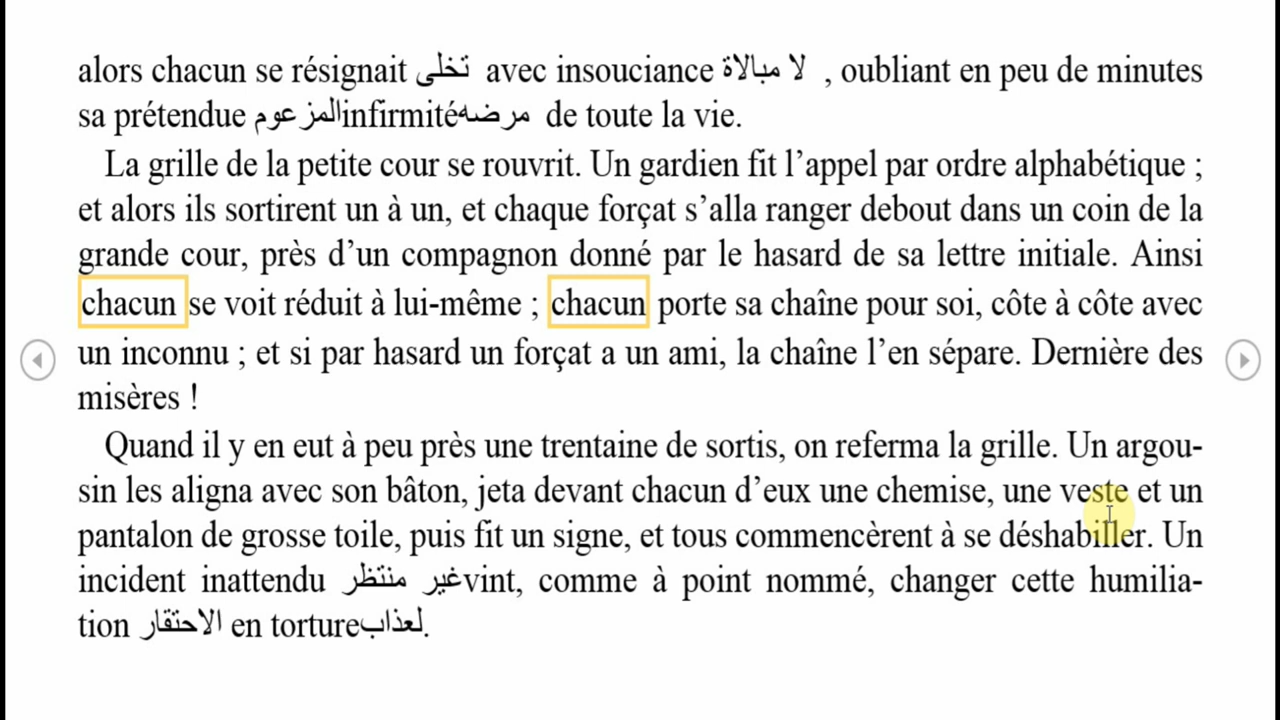 alors chacun se résignait تخلى avec insouciance لا مبالاة , oubliant en peu de minutes
sa prétendue المزعوم infirmité مرضه de toute la vie.
La grille de la petite cour se rouvrit. Un gardien fit l’appel par ordre alphabétique ;
et alors ils sortirent un à un, et chaque forçat s’alla ranger debout dans un coin de la
grande cour, près d’un compagnon donné par le hasard de sa lettre initiale. Ainsi
chacun se voit réduit à lui-même ; chacun porte sa chaîne pour soi, côte à côte avec
un inconnu ; et si par hasard un forçat a un ami, la chaîne l’en sépare. Dernière des
misères !
Quand il y en eut à peu près une trentaine de sortis, on referma la grille. Un argou-
sin les aligna avec son bâton, jeta devant chacun d’eux une chemise, une veste et un
pantalon de grosse toile, puis fit un signe, et tous commencèrent à se déshabiller. Un
incident inattendu غير منتظر vint, comme à point nommé, changer cette humilia-
tion الاحتقار en torture لعذاب.